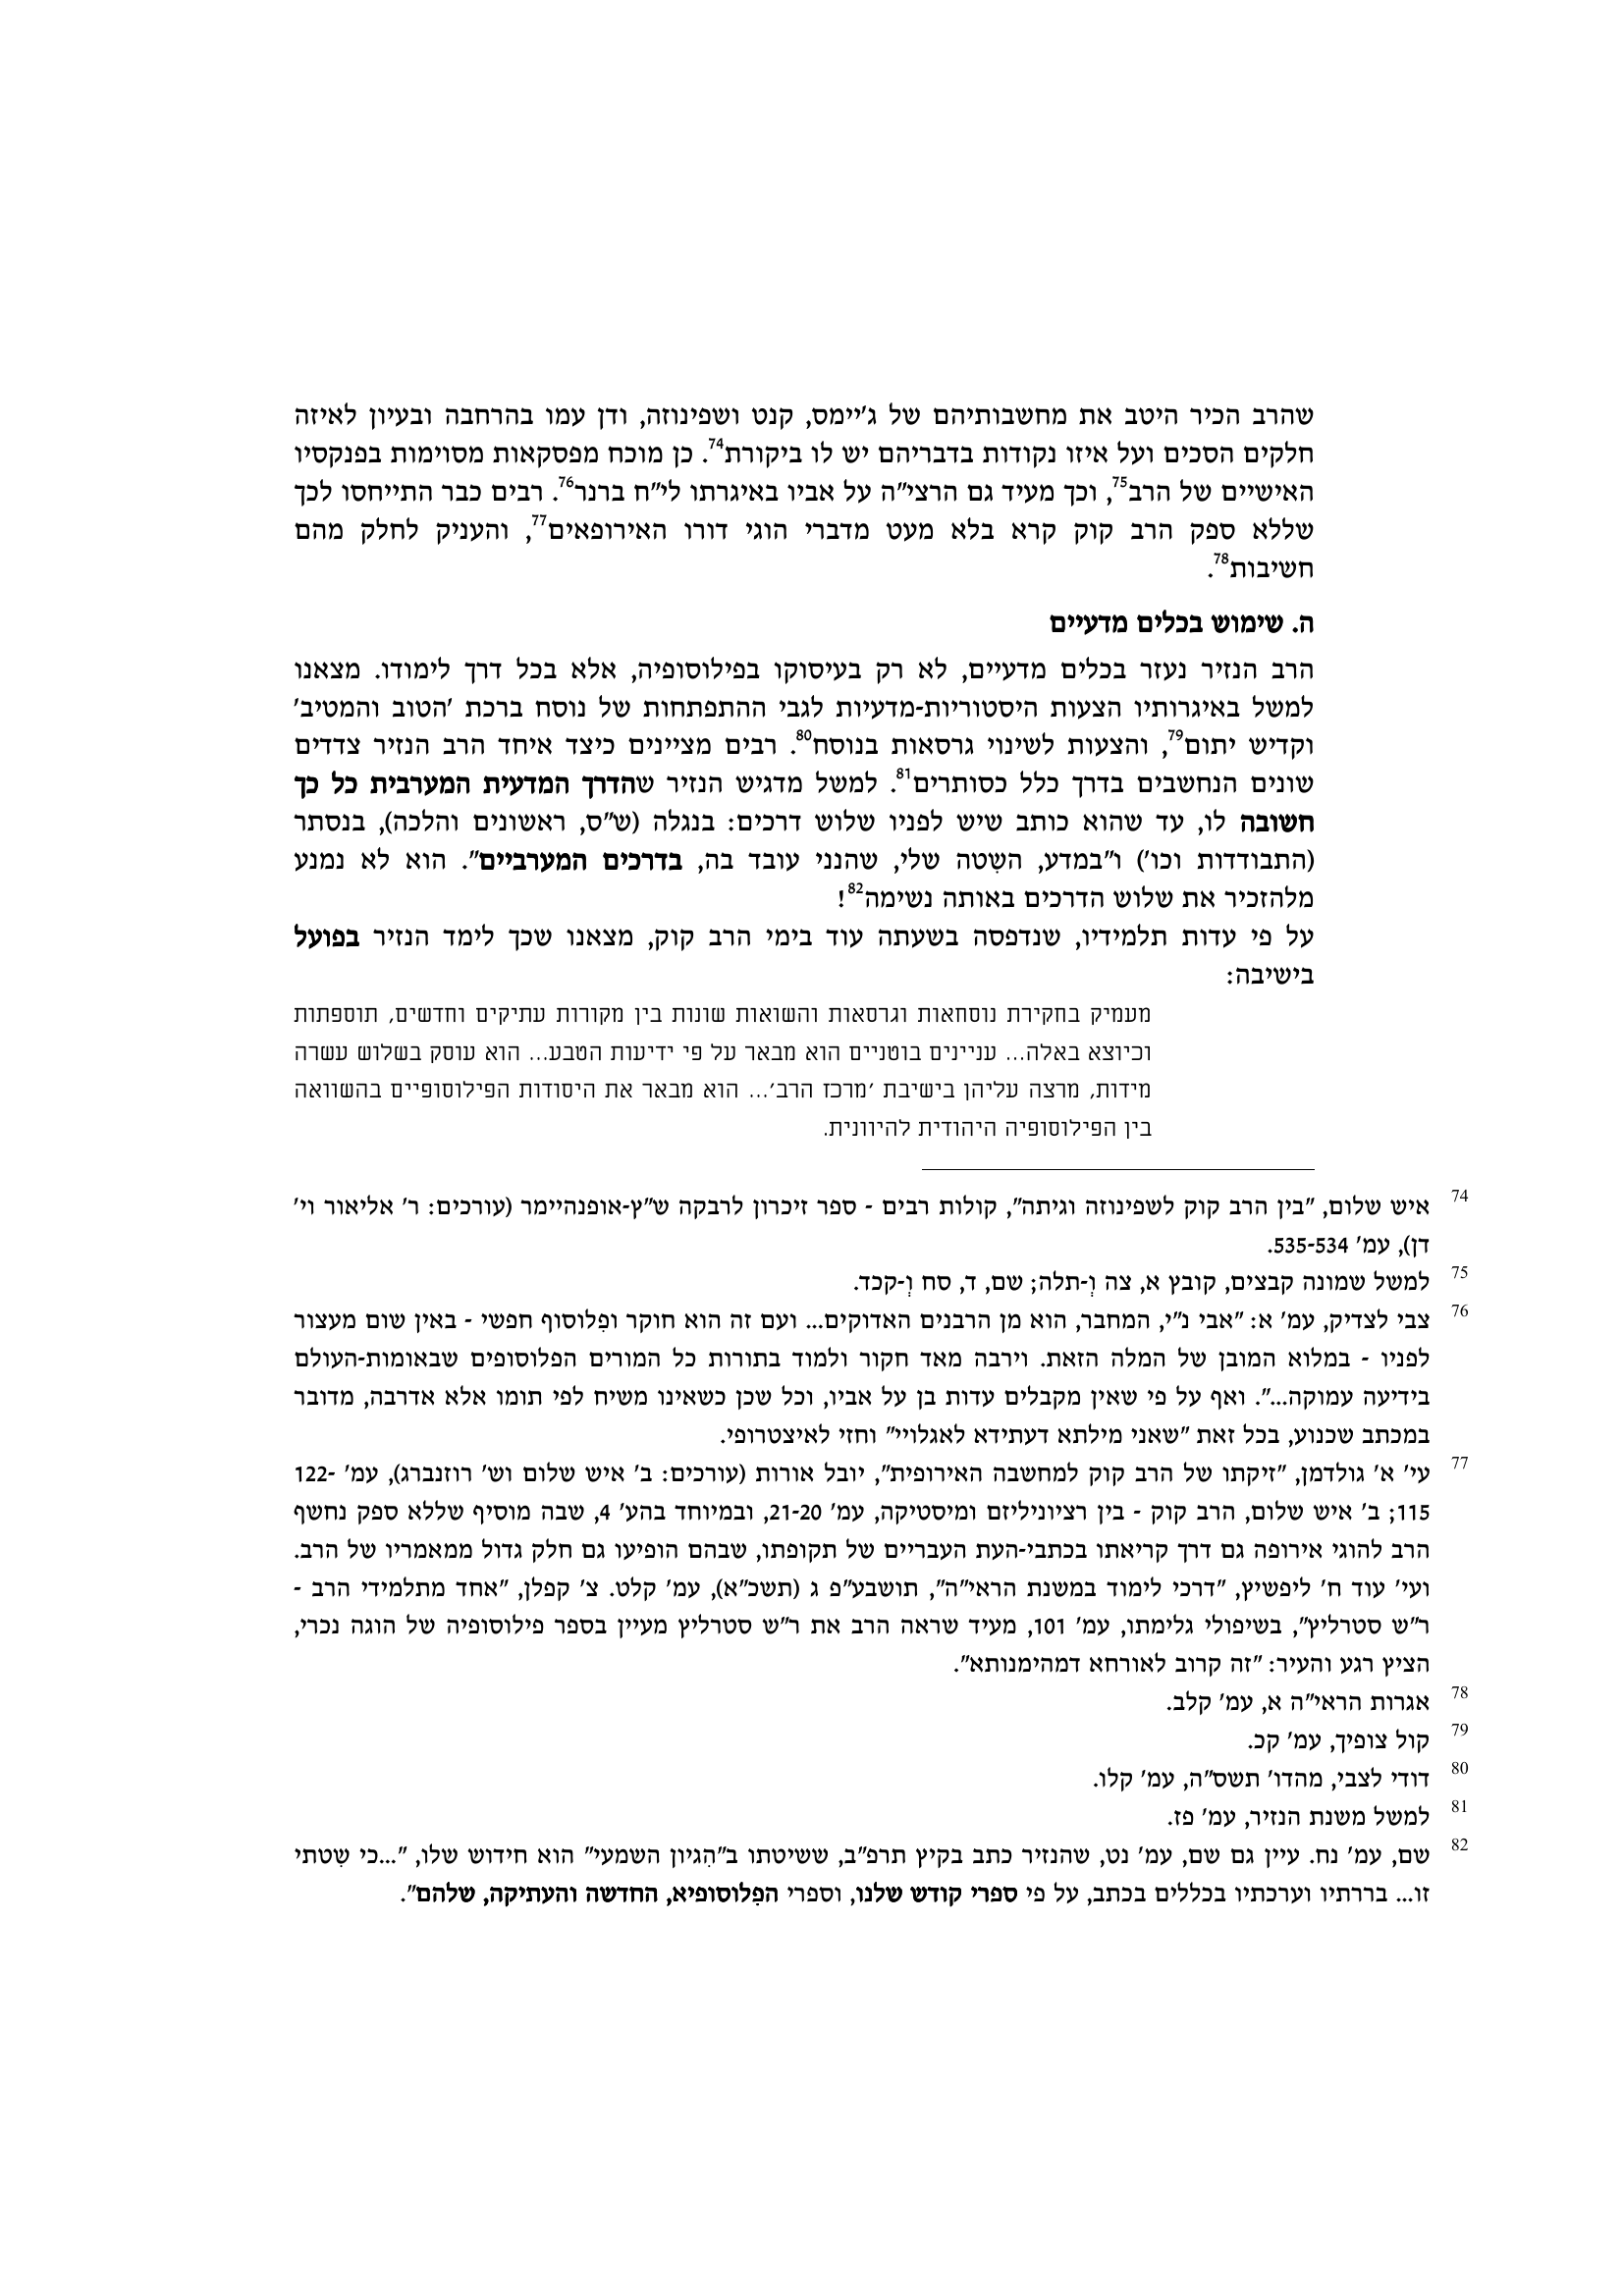 שהרב הכיר היטב את מחשבותיהם של ג'יימס, קנט ושפינוזה, ודן עמו בהרחבה ובעיון לאיזה
חלקים הסכים ועל איזו נקודות בדבריהם יש לו ביקורת74. כן מוכח מפסקאות מסוימות בפנקסיו
האישיים של הרב75, וכך מעיד גם הרצי"ה על אביו באיגרתו לי"ח ברנר76. רבים כבר התייחסו לכך
שללא ספק הרב קוק קרא בלא מעט מדברי הוגי דורו האירופאים77, והעניק לחלק מהם
חשיבות78.
ה. שימוש בכלים מדעיים
הרב הנזיר נעזר בכלים מדעיים, לא רק בעיסוקו בפילוסופיה, אלא בכל דרך לימודו. מצאנו
למשל באיגרותיו הצעות היסטוריות-מדעיות לגבי ההתפתחות של נוסח ברכת 'הטוב והמטיב'
וקדיש יתום79, והצעות לשינוי גרסאות בנוסח80. רבים מציינים כיצד איחד הרב הנזיר צדדים
שונים הנחשבים בדרך כלל כסותרים81. למשל מדגיש הנזיר שהדרך המדעית המערבית כל כך
חשובה לו, עד שהוא כותב שיש לפניו שלוש דרכים: בנגלה (ש"ס, ראשונים והלכה), בנסתר
(התבודדות וכו') ו"במדע, השִטה שלי, שהנני עובד בה, בדרכים המערביים". הוא לא נמנע
מלהזכיר את שלוש הדרכים באותה נשימה82!
על פי עדות תלמידיו, שנדפסה בשעתה עוד בימי הרב קוק, מצאנו שכך לימד הנזיר בפועל
בישיבה:
מעמיק בחקירת נוסחאות וגרסאות והשואות שונות בין מקורות עתיקים וחדשים, תוספתות
וכיוצא באלה... עניינים בוטניים הוא מבאר על פי ידיעות הטבע... הוא עוסק בשלוש עשרה
מידות, מרצה עליהן בישיבת 'מרכז הרב'... הוא מבאר את היסודות הפילוסופיים בהשוואה
בין הפילוסופיה היהודית להיוונית.
74 איש שלום, "בין הרב קוק לשפינוזה וגיתה", קולות רבים - ספר זיכרון לרבקה ש"ץ-אופנהיימר (עורכים: ר' אליאור וי'
דן), עמ' 535-534.
75 למשל שמונה קבצים, קובץ א, צה וְ-תלה; שם, ד, סח וְ-קכד.
76 צבי לצדיק, עמ' א: "אבי נ"י, המחבר, הוא מן הרבנים האדוקים... ועם זה הוא חוקר ופִלוסוף חפשי - באין שום מעצור
לפניו - במלוא המובן של המלה הזאת. וירבה מאד חקור ולמוד בתורות כל המורים הפלוסופים שבאומות-העולם
בידיעה עמוקה...". ואף על פי שאין מקבלים עדות בן על אביו, וכל שכן כשאינו משיח לפי תומו אלא אדרבה, מדובר
במכתב שכנוע, בכל זאת "שאני מילתא דעתידא לאגלויי" וחזי לאיצטרופי.
77 עי' א' גולדמן, "זיקתו של הרב קוק למחשבה האירופית", יובל אורות (עורכים: ב' איש שלום וש' רוזנברג), עמ' 122-
115; ב' איש שלום, הרב קוק - בין רציונליזם ומיסטיקה, עמ' 21-20, ובמיוחד בהע' 4, שבה מוסיף שללא ספק נחשף
הרב להוגי אירופה גם דרך קריאתו בכתבי-העת העבריים של תקופתו, שבהם הופיעו גם חלק גדול ממאמריו של הרב.
ועי' עוד ח' ליפשיץ, "דרכי לימוד במשנת הראי"ה", תושבע"פ ג (תשכ"א), עמ' קלט. צ' קפלן, "אחד מתלמידי הרב -
ר"ש סטרליץ", בשיפולי גלימתו, עמ' 101, מעיד שראה הרב את ר"ש סטרליץ מעיין בספר פילוסופיה של הוגה נכרי,
הציץ רגע והעיר: "זה קרוב לאורחא דמהימנותא".
78 אגרות הראי"ה א, עמ' קלב.
79 קול צופיך, עמ' קכ.
80 דודי לצבי, מהדו' תשס"ה, עמ' קלו.
81 למשל משנת הנזיר, עמ' פז.
82 שם, עמ' נח. עיין גם שם, עמ' נט, שהנזיר כתב בקיץ תרפ"ב, ששיטתו ב"הִגיון השמעי" הוא חידוש שלו, "...כי שִטתי
זו... בררתיו וערכתיו בכללים בכתב, על פי ספרי קודש שלנו, וספרי הפִלוסופיא, החדשה והעתיקה, שלהם".